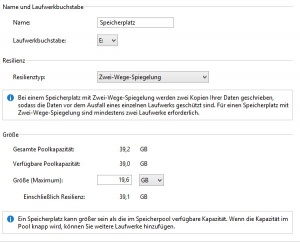 Name und Laufwerkbuchstabe
Name: Speicherplatz
Laufwerkbuchstabe: E:
Resilienz
Resilienztyp: Zwei-Wege-Spiegelung
Bei einem Speicherplatz mit Zwei-Wege-Spiegelung werden zwei Kopien Ihrer Daten geschrieben,
sodass die Daten vor dem Ausfall eines einzelnen Laufwerks geschützt sind. Für einen Speicherplatz mit
Zwei-Wege-Spiegelung sind mindestens zwei Laufwerke erforderlich.
Größe
Gesamte Poolkapazität: 39,2 GB
Verfügbare Poolkapazität: 39,0 GB
Größe (Maximum): 19,6 GB
Einschließlich Resilienz: 39,1 GB
Ein Speicherplatz kann größer sein als die im Speicherpool verfügbare Kapazität. Wenn die Kapazität im
Pool knapp wird, können Sie weitere Laufwerke hinzufügen.